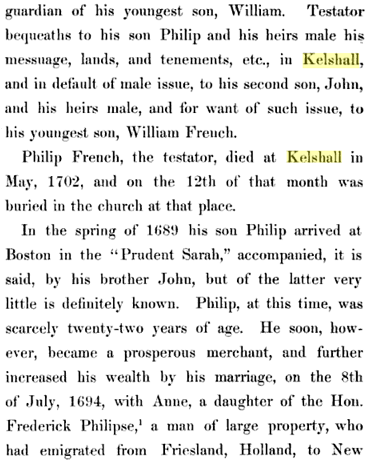 guardian of his youngest son, William. Testator
bequeaths to his son Philip and his heirs male his
messuage, lands, and tenements, etc., in Kelshall,
and in default of male issue, to his second son, John,
and his heirs male, and for want of such issue, to
his youngest son, William French.
Philip French, the testator, died at Kelshall in
May, 1702, and on the 12th of that month was
buried in the church at that place.
In the spring of 1689 his son Philip arrived at
Boston in the “Prudent Sarah,” accompanied, it is
said, by his brother John, but of the latter very
little is definitely known. Philip, at this time, was
scarcely twenty-two years of age. He soon, how-
ever, became a prosperous merchant, and further
increased his wealth by his marriage, on the 8th
of July, 1694, with Anne, a daughter of the Hon.
Frederick Philipse,¹ a man of large property, who
had emigrated from Friesland, Holland, to New